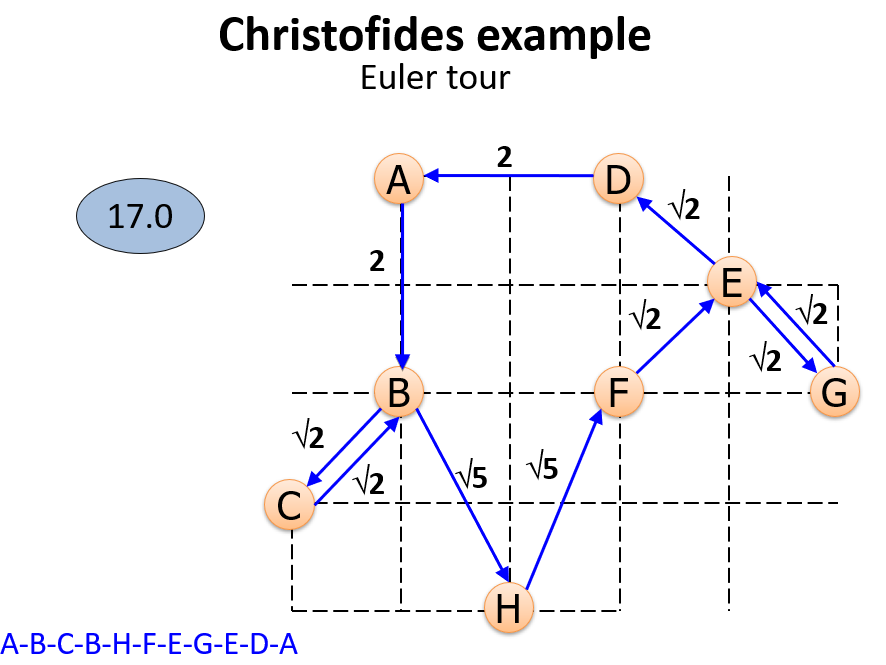 Christofides example
Euler tour
2
A
D
√2
17.0
2
E
√2
√2
√2
B
F
G
√2
√5
√5
√2
C
H
A-B-C-B-H-F-E-G-E-D-A